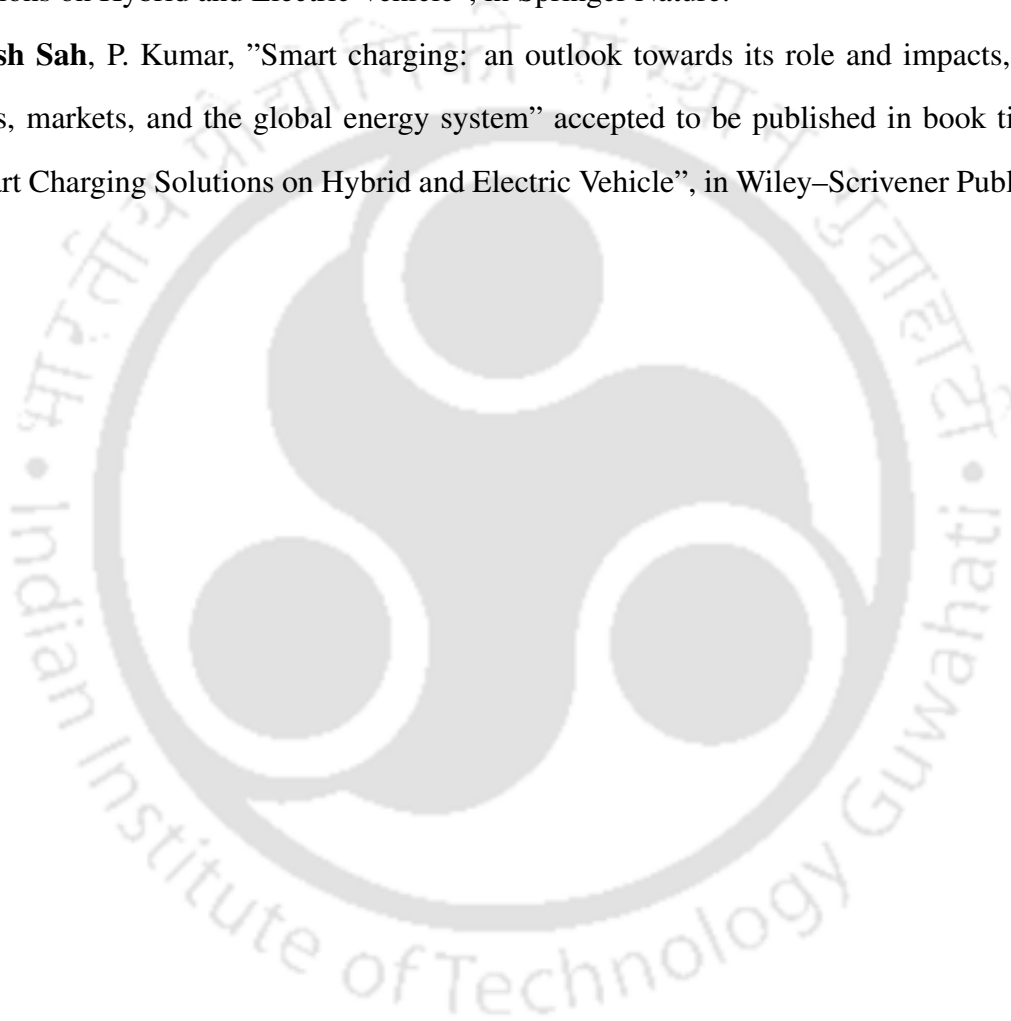 ions on Hybrid and Electric Vehicle", in Springer Nature.
sh Sah, P. Kumar, ”Smart charging: an outlook towards its role and impacts,
s, markets, and the global energy system” accepted to be published in book ti
rt Charging Solutions on Hybrid and Electric Vehicle”, in Wiley–Scrivener Publ
भारतीय प्रौद्योगिकी संस्थान गुवाहाटी
• Indian Institute of Technology Guwahati •